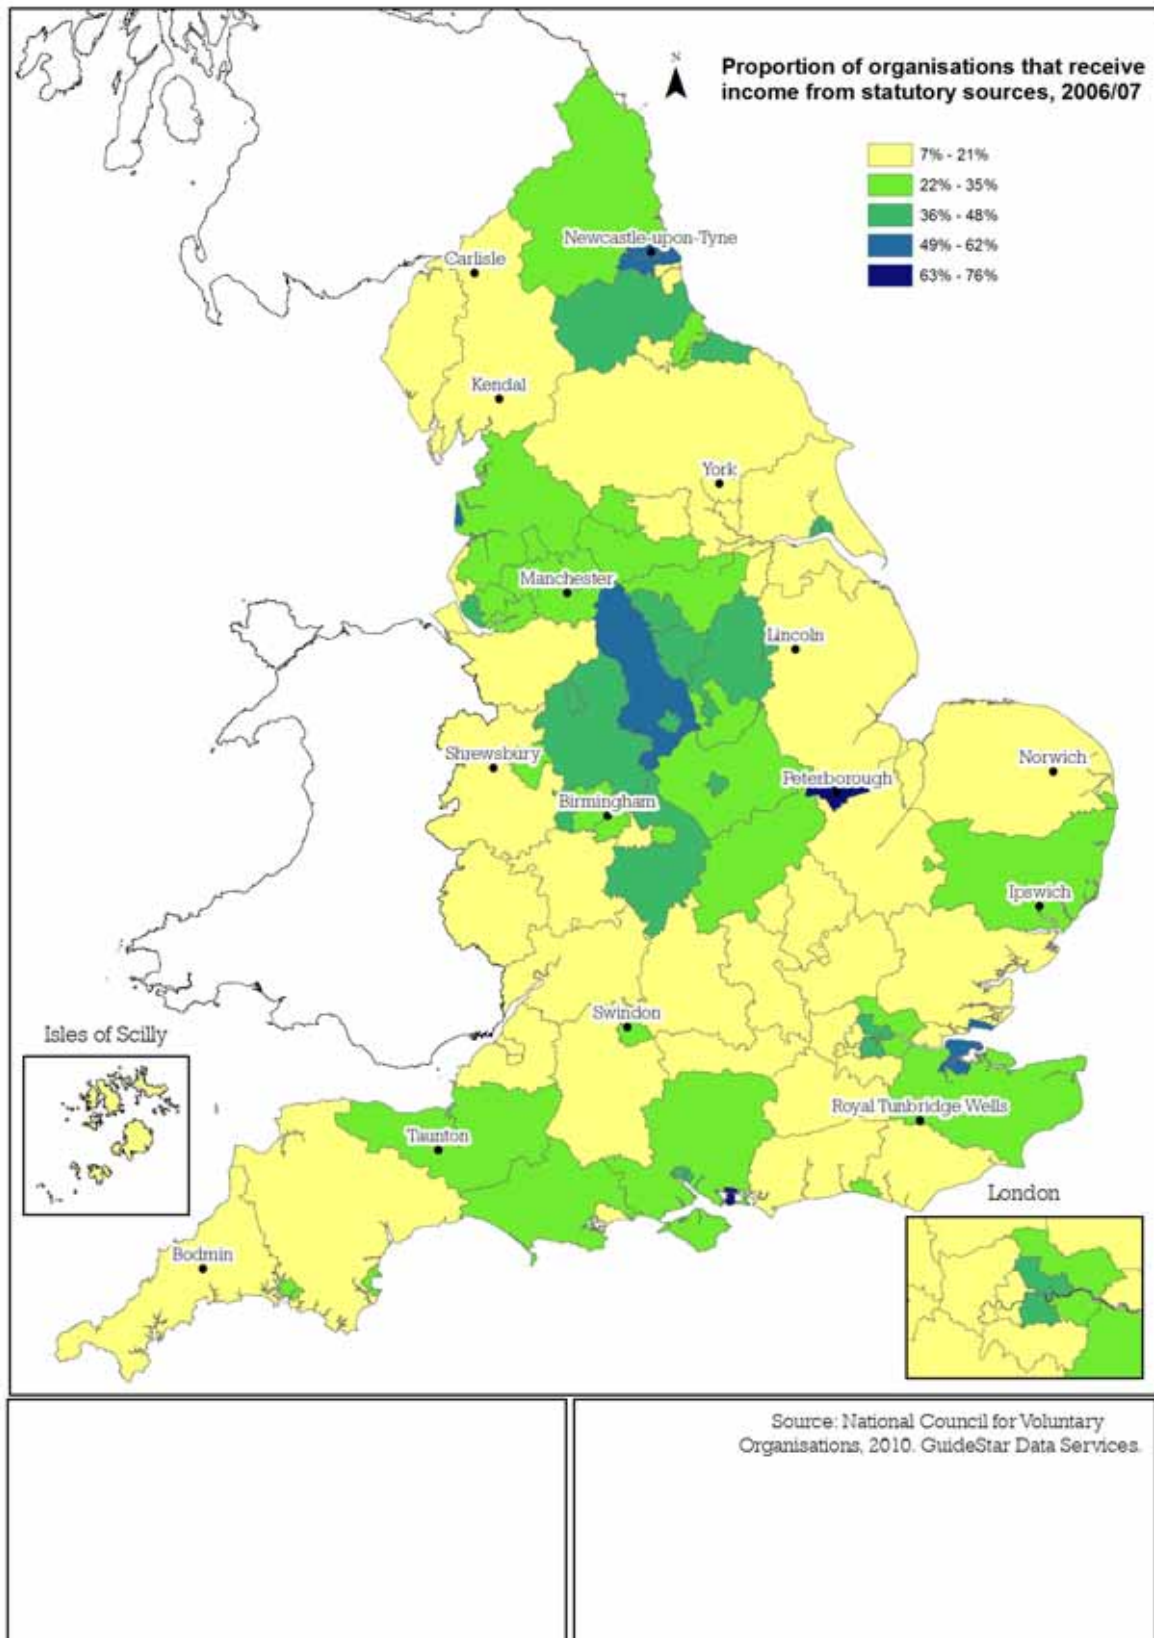 N
Proportion of organisations that receive
income from statutory sources, 2006/07
7% - 21%
22% - 35%
36% - 48%
49% - 62%
63% - 76%
Newcastle-upon-Tyne
Carlisle
Kendal
York
Manchester
Lincoln
Shrewsbury
Norwich
Peterborough
Birmingham
Ipswich
Swindon
Isles of Scilly
Royal Tunbridge Wells
Taunton
London
Bodmin
Source: National Council for Voluntary
Organisations, 2010. GuideStar Data Services.